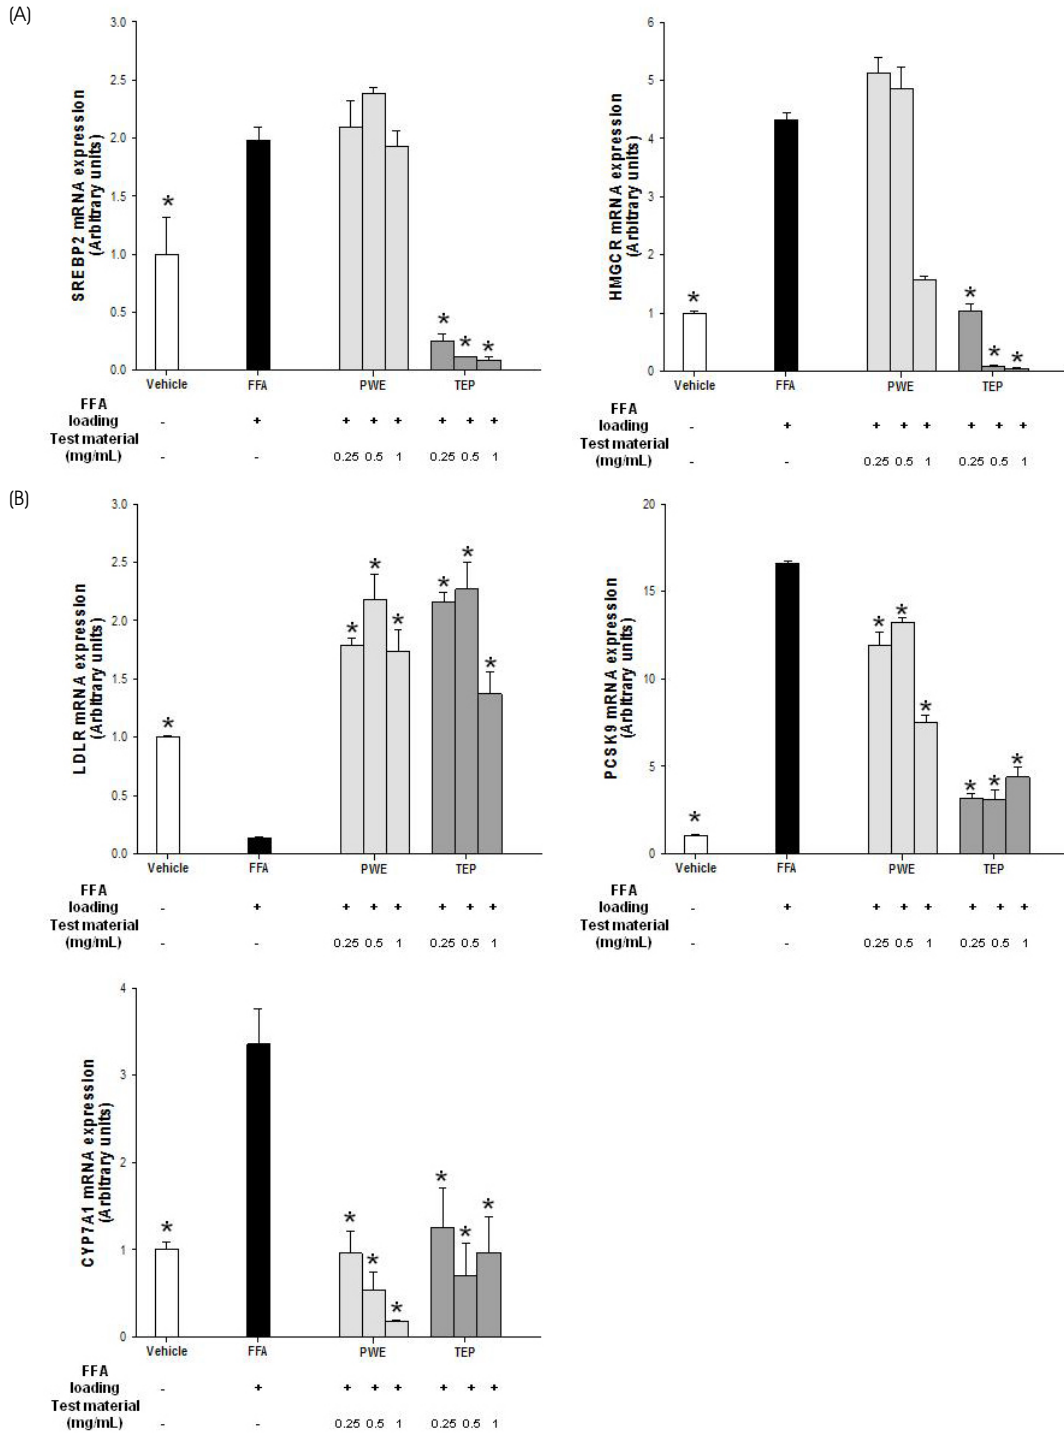 (A)
SREBP2 mRNA expression
(Arbitrary units)
3.0
2.5
2.0
1.5
1.0
0.5
0.0
* * * *
Vehicle FFA PWE TEP
FFA
loading - + + + + + + +
Test material
(mg/mL) - - 0.25 0.5 1 0.25 0.5 1
HMGCR mRNA expression
(Arbitrary units)
6
5
4
3
2
1
0
* * * *
Vehicle FFA PWE TEP
FFA
loading - + + + + + + +
Test material
(mg/mL) - - 0.25 0.5 1 0.25 0.5 1
(B)
LDLR mRNA expression
(Arbitrary units)
3.0
2.5
2.0
1.5
1.0
0.5
0.0
* * * * * * *
Vehicle FFA PWE TEP
FFA
loading - + + + + + + +
Test material
(mg/mL) - - 0.25 0.5 1 0.25 0.5 1
PCSK9 mRNA expression
(Arbitrary units)
20
15
10
5
0
* * * * * * *
Vehicle FFA PWE TEP
FFA
loading - + + + + + + +
Test material
(mg/mL) - - 0.25 0.5 1 0.25 0.5 1
CYP7A1 mRNA expression
(Arbitrary units)
4
3
2
1
0
* * * * * * *
Vehicle FFA PWE TEP
FFA
loading - + + + + + + +
Test material
(mg/mL) - - 0.25 0.5 1 0.25 0.5 1